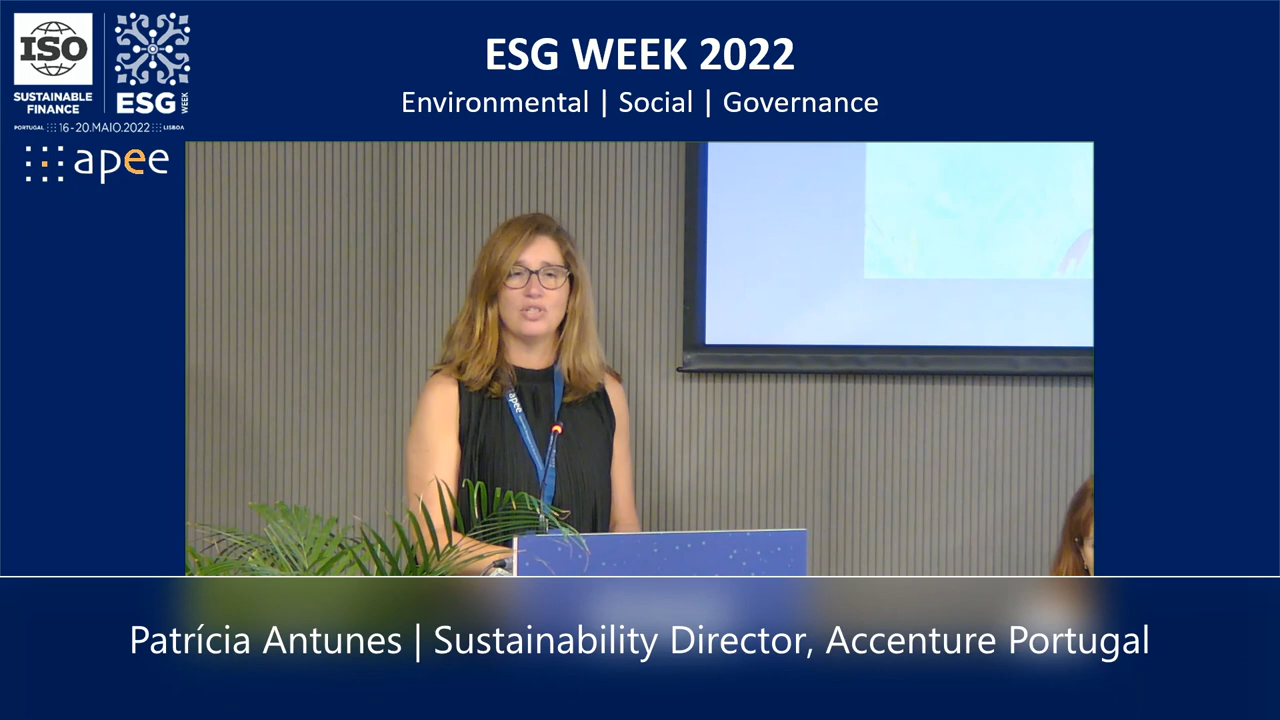 ISO
SUSTAINABLE
FINANCE
ESG WEEK
PORTUGAL 16-20.MAIO.2022 LISBOA
apee
ESG WEEK 2022
Environmental | Social | Governance
apee
Patrícia Antunes | Sustainability Director, Accenture Portugal